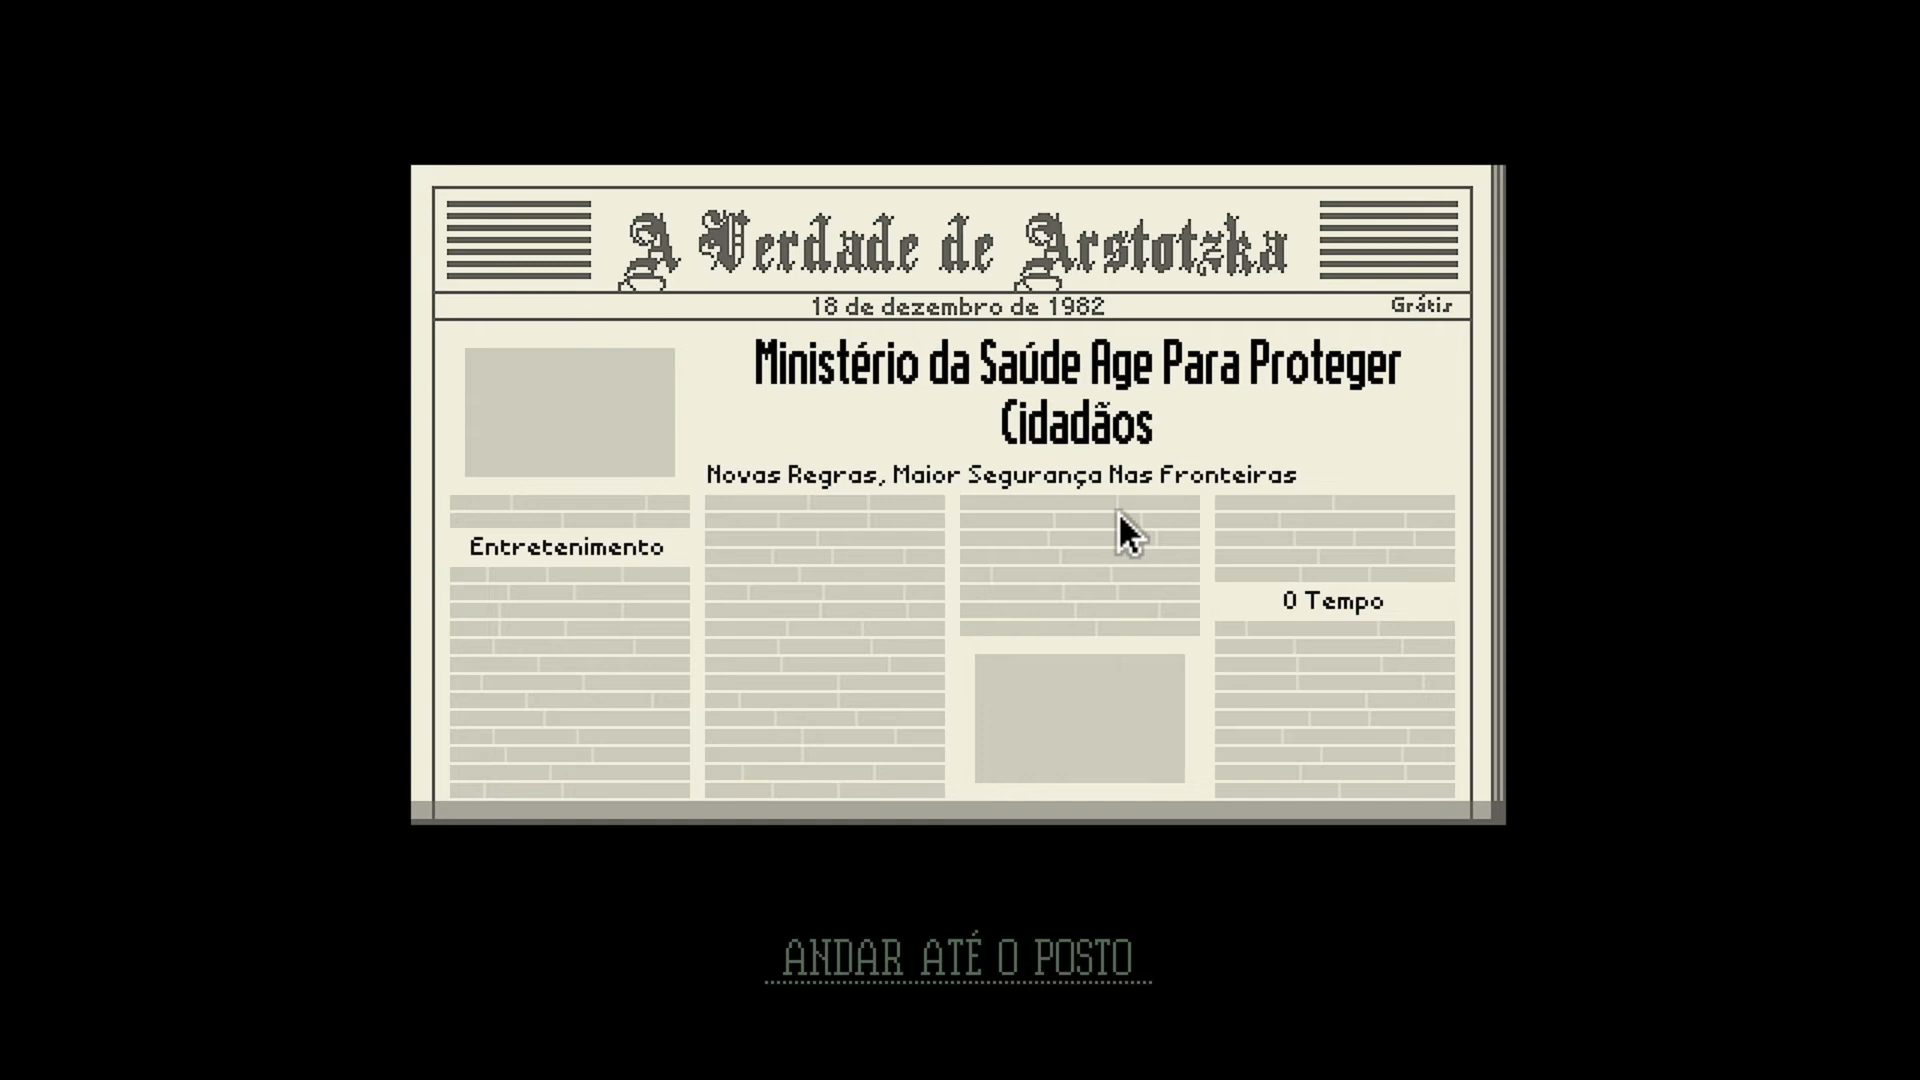 A Verdade de Arstotzka
18 de dezembro de 1982
Grátis
Ministério da Saúde Age Para Proteger
Cidadãos
Novas Regras, Maior Segurança Nas Fronteiras
Entretenimento
O Tempo
ANDAR ATÉ O POSTO